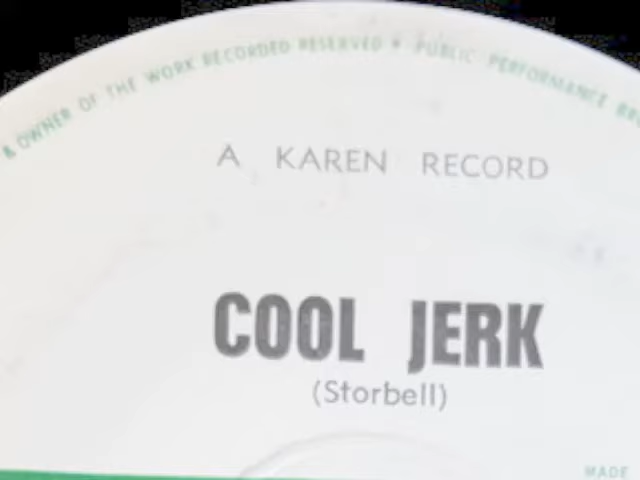 & OWNER OF THE WORK RECORDED RESERVED • PUBLIC PERFORMANCE
A KAREN RECORD
COOL JERK
(Storbell)
MADE